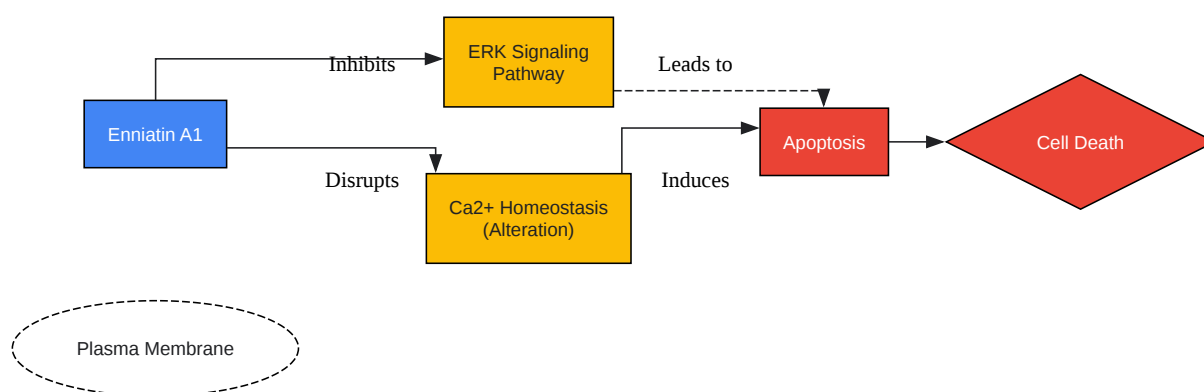 ERK Signaling
Pathway
Inhibits
Leads to
Enniatin A1
Apoptosis
Cell Death
Disrupts
Induces
Ca2+ Homeostasis
(Alteration)
Plasma Membrane